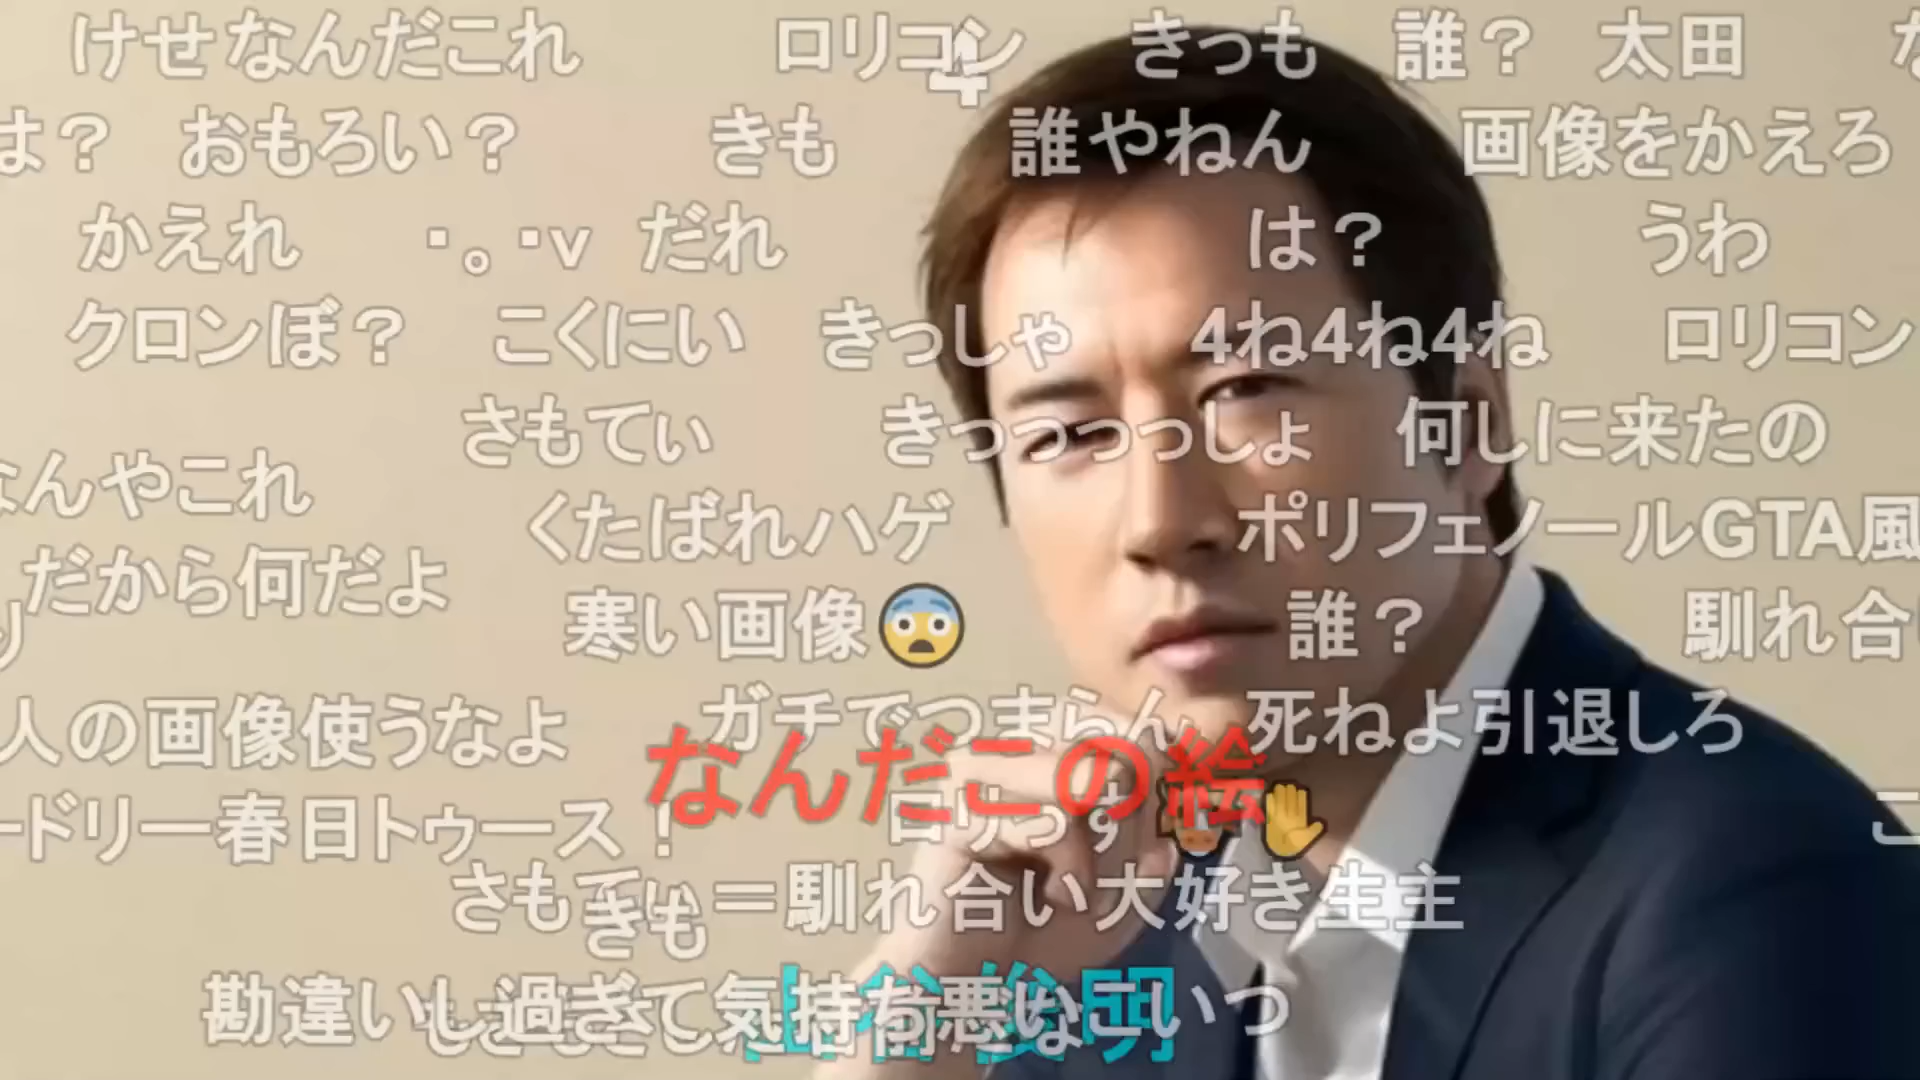 けせなんだこれ ロリコン きっも 誰？ 太田 な
4
は？ おもろい？ きも 誰やねん 画像をかえろ
かえれ ・。・v だれ は？ うわ
クロンぼ？ こくにい きっしゃ 4ね4ね4ね ロリコン
さもてぃ きっっっっしょ 何しに来たの
なんやこれ
くたばれハゲ ポリフェノールGTA風
だから何だよ
寒い画像😨 誰？ 馴れ合い
人の画像使うなよ
ガチでつまらん 死ねよ引退しろ
なんだこの絵
ードリー春日トゥース！ ロリっす ✋ こ
さもてぃ＝馴れ合い大好き生主
きも
勘違いし過ぎて気持ち悪いなこいつ